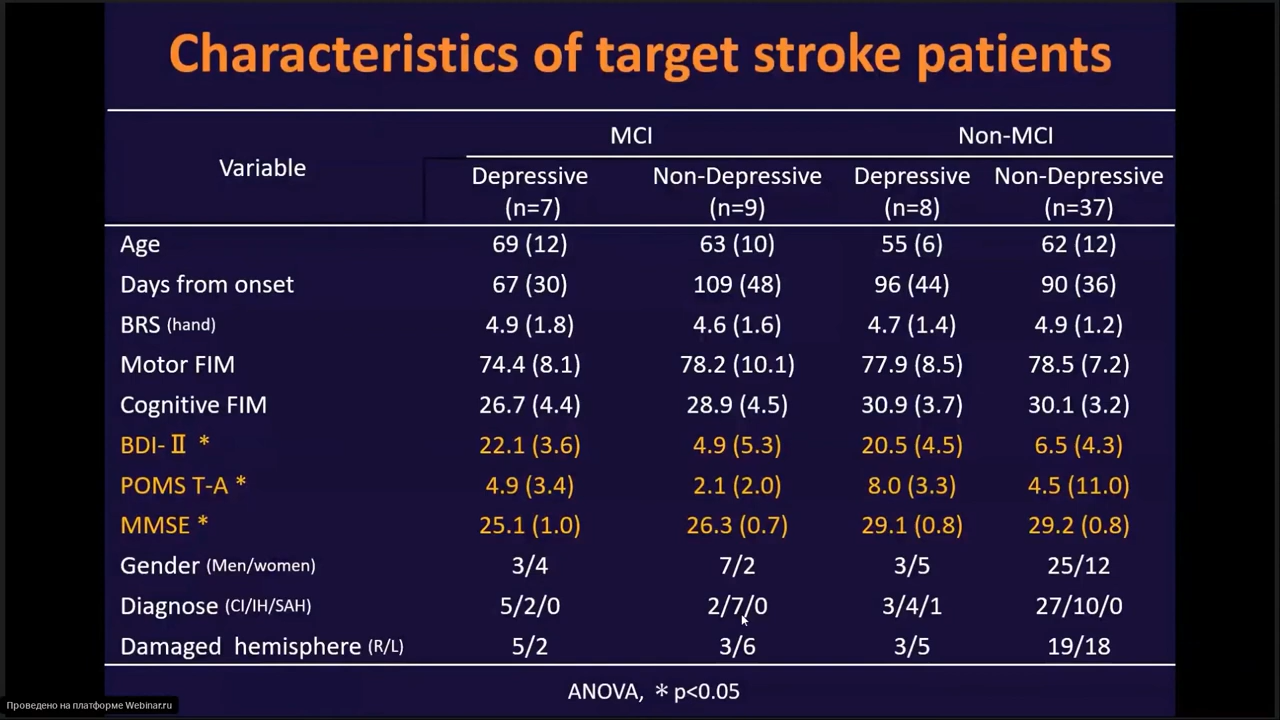 Characteristics of target stroke patients
Variable MCI Non-MCI
Depressive (n=7) Non-Depressive (n=9) Depressive (n=8) Non-Depressive (n=37)
Age 69 (12) 63 (10) 55 (6) 62 (12)
Days from onset 67 (30) 109 (48) 96 (44) 90 (36)
BRS (hand) 4.9 (1.8) 4.6 (1.6) 4.7 (1.4) 4.9 (1.2)
Motor FIM 74.4 (8.1) 78.2 (10.1) 77.9 (8.5) 78.5 (7.2)
Cognitive FIM 26.7 (4.4) 28.9 (4.5) 30.9 (3.7) 30.1 (3.2)
BDI-Ⅱ * 22.1 (3.6) 4.9 (5.3) 20.5 (4.5) 6.5 (4.3)
POMS T-A * 4.9 (3.4) 2.1 (2.0) 8.0 (3.3) 4.5 (11.0)
MMSE * 25.1 (1.0) 26.3 (0.7) 29.1 (0.8) 29.2 (0.8)
Gender (Men/women) 3/4 7/2 3/5 25/12
Diagnose (CI/IH/SAH) 5/2/0 2/7/0 3/4/1 27/10/0
Damaged hemisphere (R/L) 5/2 3/6 3/5 19/18
ANOVA, *p<0.05
Проведено на платформе Webinar.ru